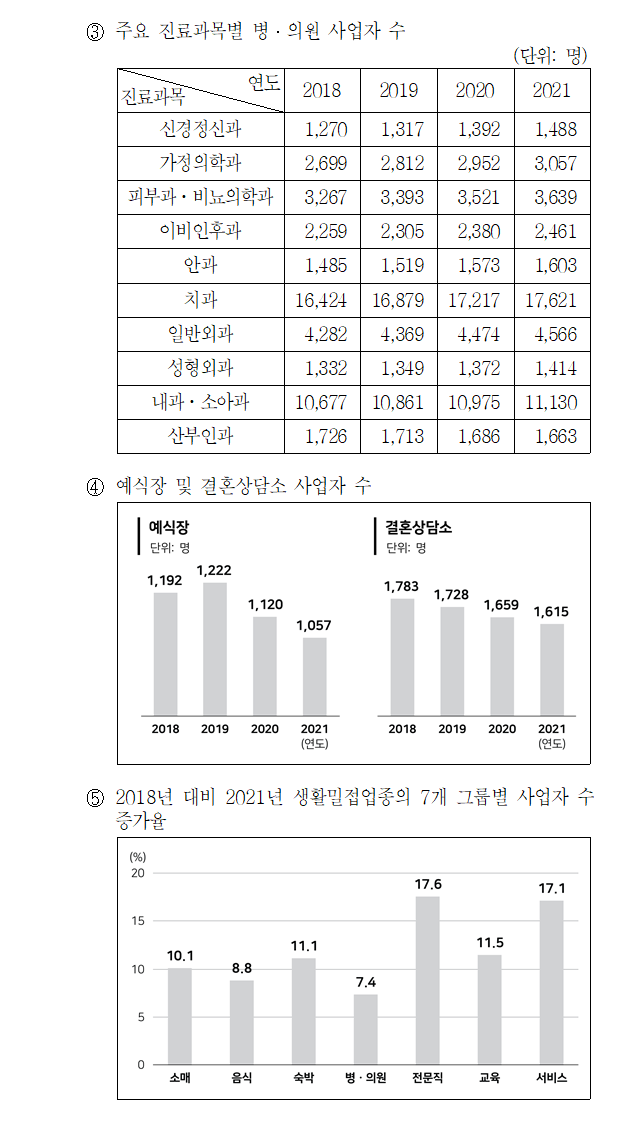 ③ 주요 진료과목별 병·의원 사업자 수
(단위: 명)
진료과목 연도 2018 2019 2020 2021
신경정신과 1,270 1,317 1,392 1,488
가정의학과 2,699 2,812 2,952 3,057
피부과·비뇨의학과 3,267 3,393 3,521 3,639
이비인후과 2,259 2,305 2,380 2,461
안과 1,485 1,519 1,573 1,603
치과 16,424 16,879 17,217 17,621
일반외과 4,282 4,369 4,474 4,566
성형외과 1,332 1,349 1,372 1,414
내과·소아과 10,677 10,861 10,975 11,130
산부인과 1,726 1,713 1,686 1,663
④ 예식장 및 결혼상담소 사업자 수
예식장
단위: 명
1,192 1,222 1,120 1,057
2018 2019 2020 2021
(연도)
결혼상담소
단위: 명
1,783 1,728 1,659 1,615
2018 2019 2020 2021
(연도)
⑤ 2018년 대비 2021년 생활밀접업종의 7개 그룹별 사업자 수
증가율
(%)
20
15
10
5
0
10.1 8.8 11.1 7.4 17.6 11.5 17.1
소매 음식 숙박 병·의원 전문직 교육 서비스